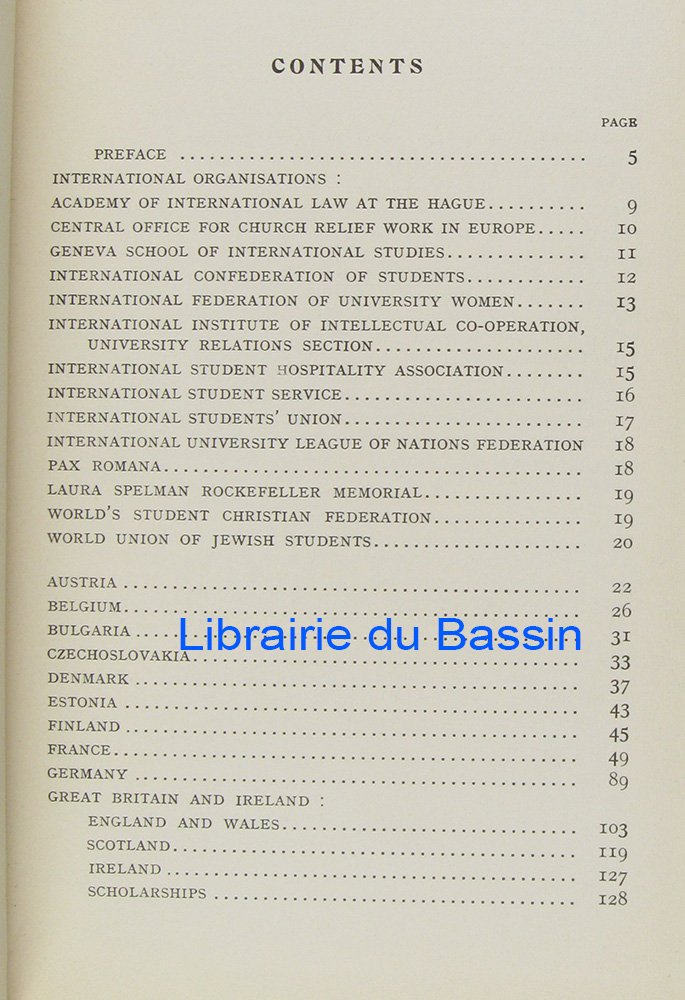 CONTENTS
PAGE
PREFACE ........................................ 5
INTERNATIONAL ORGANISATIONS :
ACADEMY OF INTERNATIONAL LAW AT THE HAGUE.......... 9
CENTRAL OFFICE FOR CHURCH RELIEF WORK IN EUROPE..... 10
GENEVA SCHOOL OF INTERNATIONAL STUDIES.............. 11
INTERNATIONAL CONFEDERATION OF STUDENTS............ 12
INTERNATIONAL FEDERATION OF UNIVERSITY WOMEN....... 13
INTERNATIONAL INSTITUTE OF INTELLECTUAL CO-OPERATION,
UNIVERSITY RELATIONS SECTION..................... 15
INTERNATIONAL STUDENT HOSPITALITY ASSOCIATION........ 15
INTERNATIONAL STUDENT SERVICE........................ 16
INTERNATIONAL STUDENTS' UNION........................ 17
INTERNATIONAL UNIVERSITY LEAGUE OF NATIONS FEDERATION 18
PAX ROMANA.......................................... 18
LAURA SPELMAN ROCKEFELLER MEMORIAL................ 19
WORLD'S STUDENT CHRISTIAN FEDERATION............... 19
WORLD UNION OF JEWISH STUDENTS..................... 20
AUSTRIA .............................................. 22
BELGIUM.............................................. 26
BULGARIA ............................................. 31
Librairie du Bassin
CZECHOSLOVAKIA....................................... 33
DENMARK ............................................. 37
ESTONIA .............................................. 43
FINLAND .............................................. 45
FRANCE............................................... 49
GERMANY ............................................. 89
GREAT BRITAIN AND IRELAND :
ENGLAND AND WALES.............................. 103
SCOTLAND......................................... 119
IRELAND .......................................... 127
SCHOLARSHIPS ..................................... 128